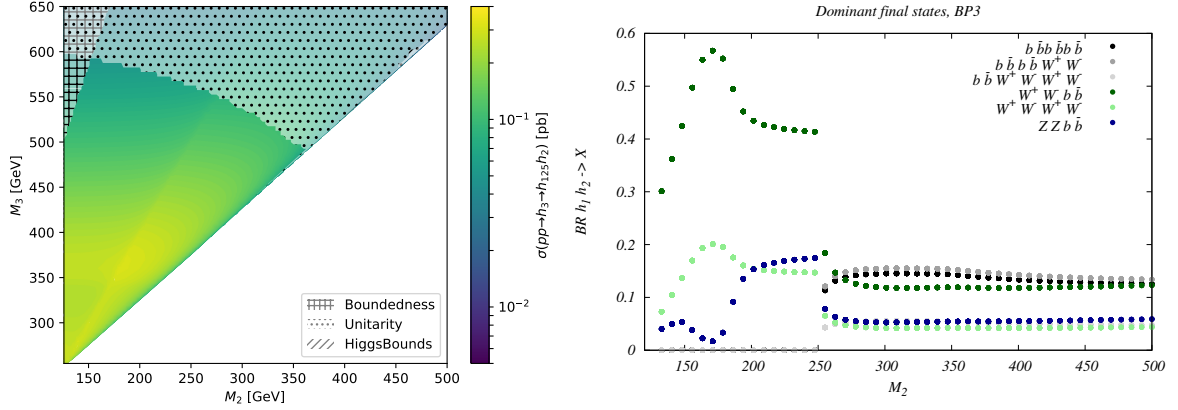 650
600
550
500
450
400
350
300
M3 [GeV]
150 200 250 300 350 400 450 500
M2 [GeV]
Boundedness
Unitarity
HiggsBounds
10⁻¹
10⁻²
σ(pp→h3→h125h2) [pb]
Dominant final states, BP3
0.6
0.5
0.4
0.3
0.2
0.1
0
BR h1 h2 -> X
150 200 250 300 350 400 450 500
M2
b b̄ b b̄ b b̄
b b̄ b b̄ W⁺ W⁻
b b̄ W⁺ W⁻ W⁺ W⁻
W⁺ W⁻ b b̄
W⁺ W⁻ W⁺ W⁻
Z Z b b̄